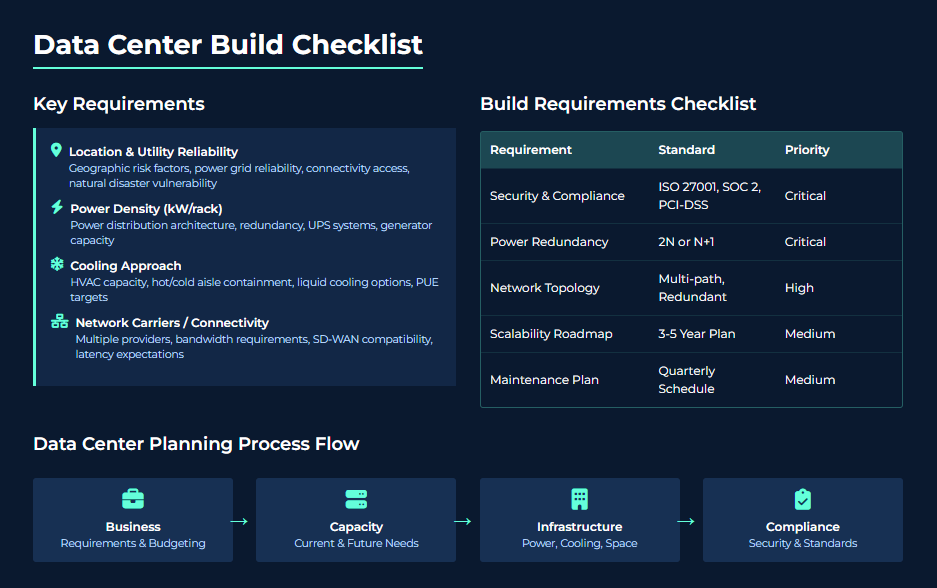 Data Center Build Checklist
Key Requirements
Location & Utility Reliability
Geographic risk factors, power grid reliability, connectivity access,
natural disaster vulnerability
Power Density (kW/rack)
Power distribution architecture, redundancy, UPS systems, generator
capacity
Cooling Approach
HVAC capacity, hot/cold aisle containment, liquid cooling options, PUE
targets
Network Carriers / Connectivity
Multiple providers, bandwidth requirements, SD-WAN compatibility,
latency expectations
Build Requirements Checklist
Requirement Standard Priority
Security & Compliance ISO 27001, SOC 2, PCI-DSS Critical
Power Redundancy 2N or N+1 Critical
Network Topology Multi-path, Redundant High
Scalability Roadmap 3-5 Year Plan Medium
Maintenance Plan Quarterly Schedule Medium
Data Center Planning Process Flow
Business
Requirements & Budgeting
→
Capacity
Current & Future Needs
→
Infrastructure
Power, Cooling, Space
→
Compliance
Security & Standards